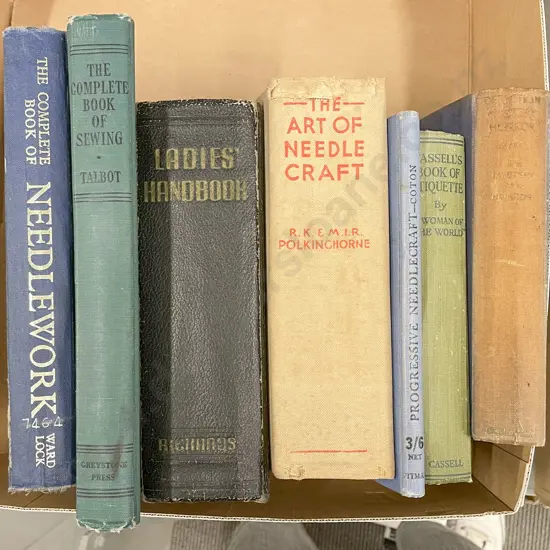 THE COMPLETE
BOOK OF
NEEDLEWORK
7464
WARD
LOCK
THE
COMPLETE
BOOK OF
SEWING
TALBOT
GREYSTONE
PRESS
LADIES'
HANDBOOK
RICHARDS
THE
ART OF
NEEDLE
CRAFT
R.K. & M.I.R.
POLKINGHORNE
PROGRESSIVE NEEDLECRAFT—COTON
3/6
NET
CASSELL'S
BOOK OF
ETIQUETTE
By
"WOMAN OF
THE WORLD"
CASSELL